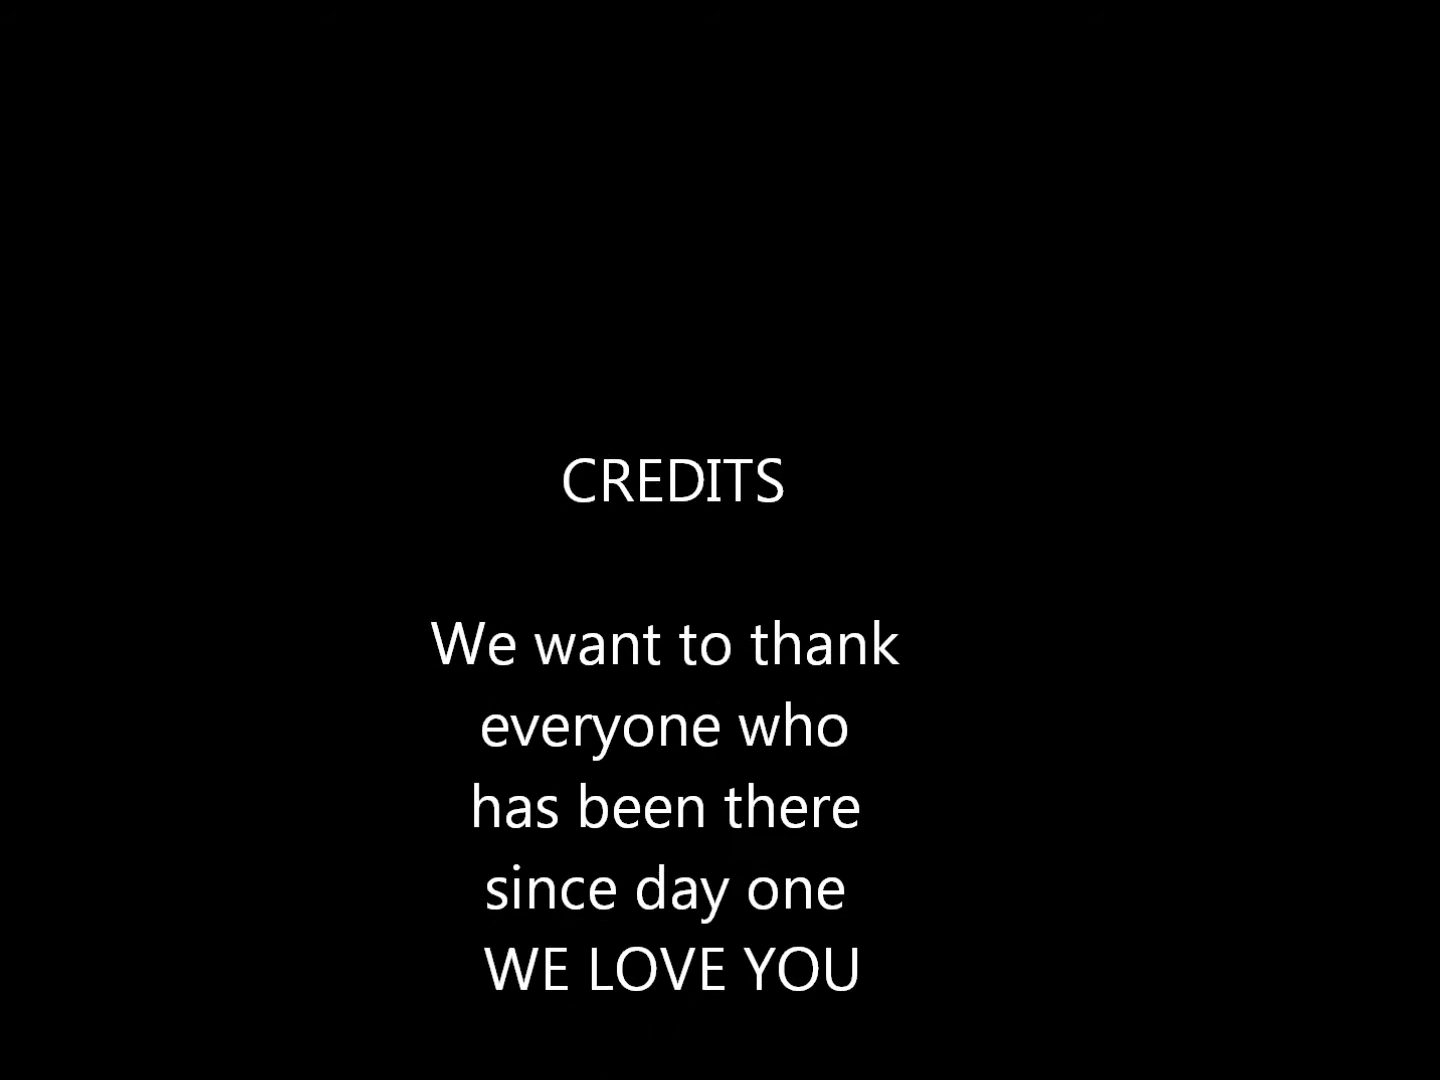 CREDITS
We want to thank
everyone who
has been there
since day one
WE LOVE YOU